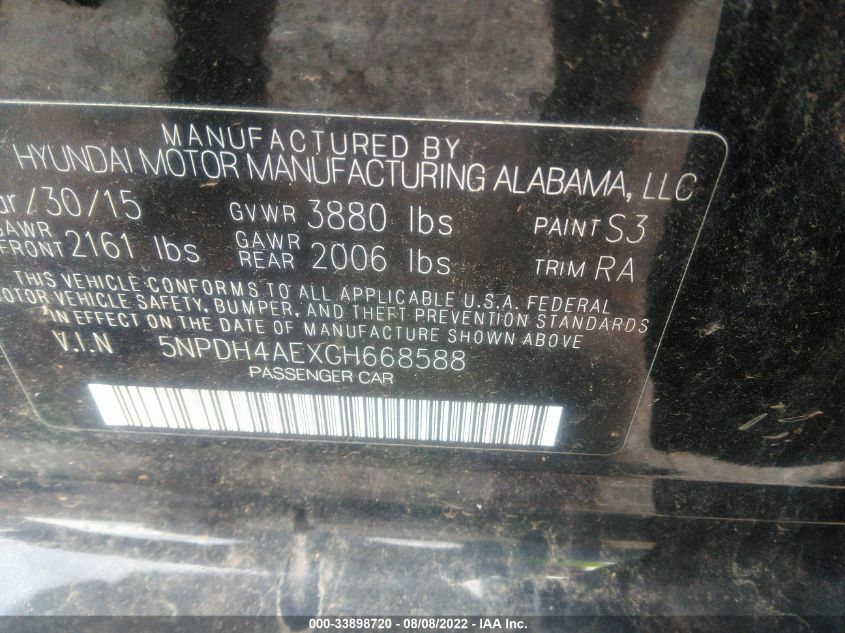 MANUFACTURED BY
HYUNDAI MOTOR MANUFACTURING ALABAMA, LLC
/30/15 GVWR 3880 lbs PAINT S3
GAWR FRONT 2161 lbs GAWR REAR 2006 lbs TRIM RA
THIS VEHICLE CONFORMS TO ALL APPLICABLE U.S.A. FEDERAL
MOTOR VEHICLE SAFETY, BUMPER, AND THEFT PREVENTION STANDARDS
IN EFFECT ON THE DATE OF MANUFACTURE SHOWN ABOVE
V.I.N 5NPDH4AEXGH668588
PASSENGER CAR
000-33898720 - 08/08/2022 - IAA Inc.